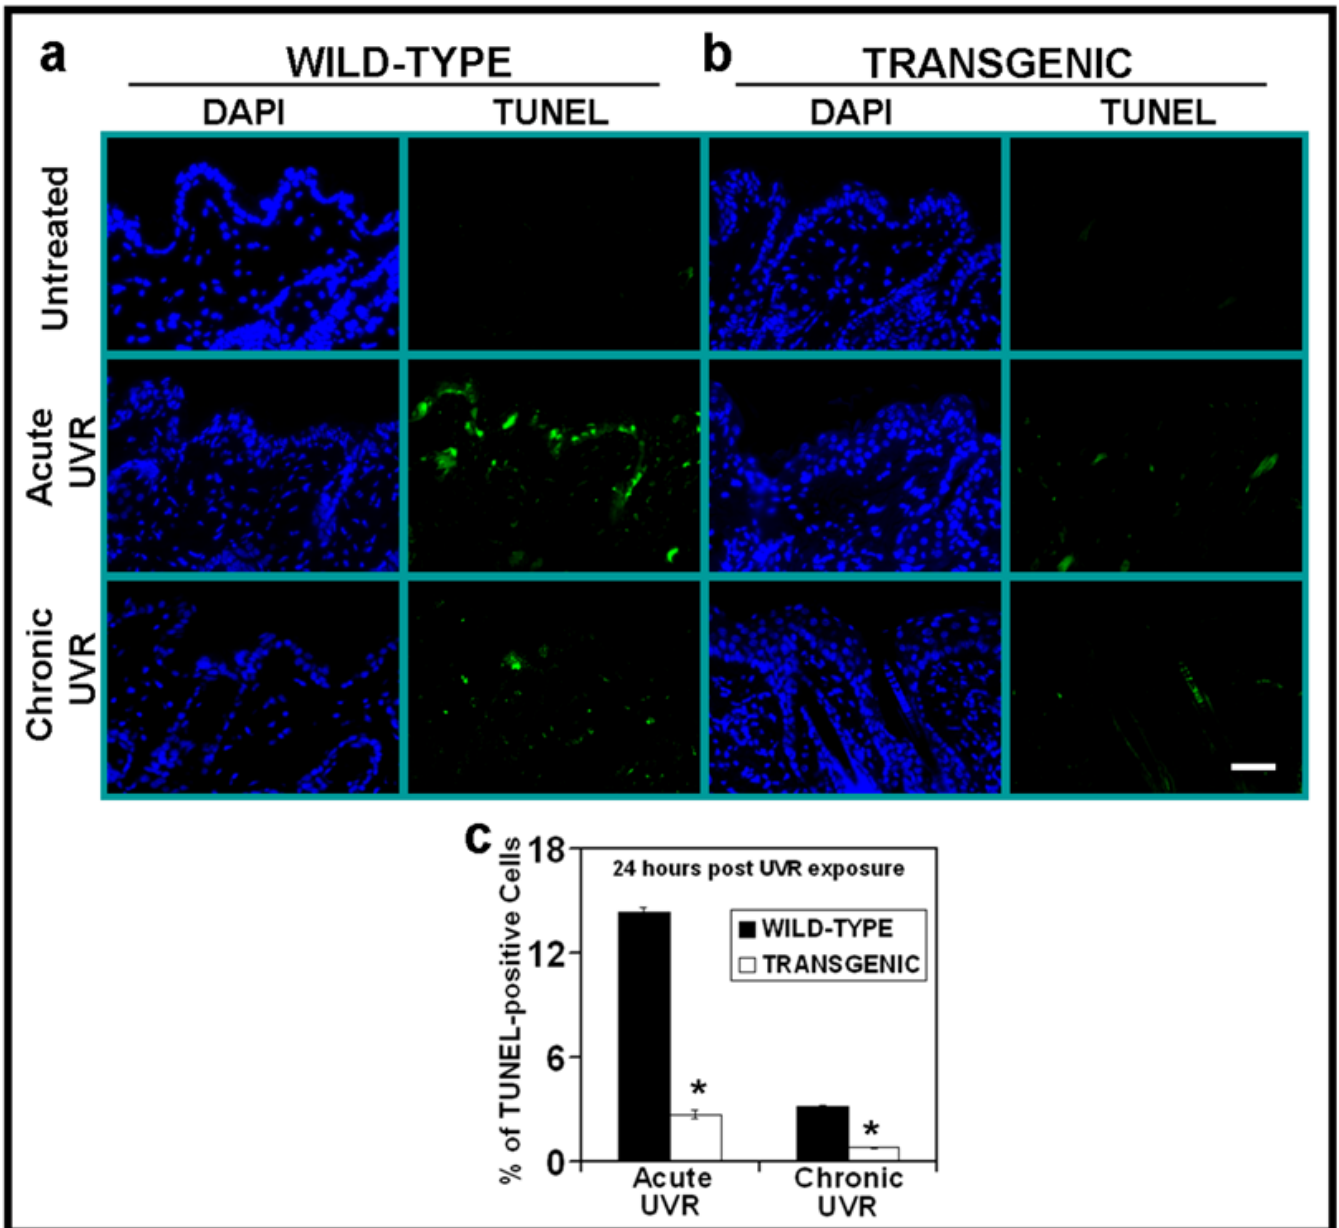 a
WILD-TYPE
DAPI
TUNEL
b
TRANSGENIC
DAPI
TUNEL
Untreated
Acute
UVR
Chronic
UVR
c
% of TUNEL-positive Cells
18
12
6
0
24 hours post UVR exposure
WILD-TYPE
TRANSGENIC
*
*
Acute
UVR
Chronic
UVR